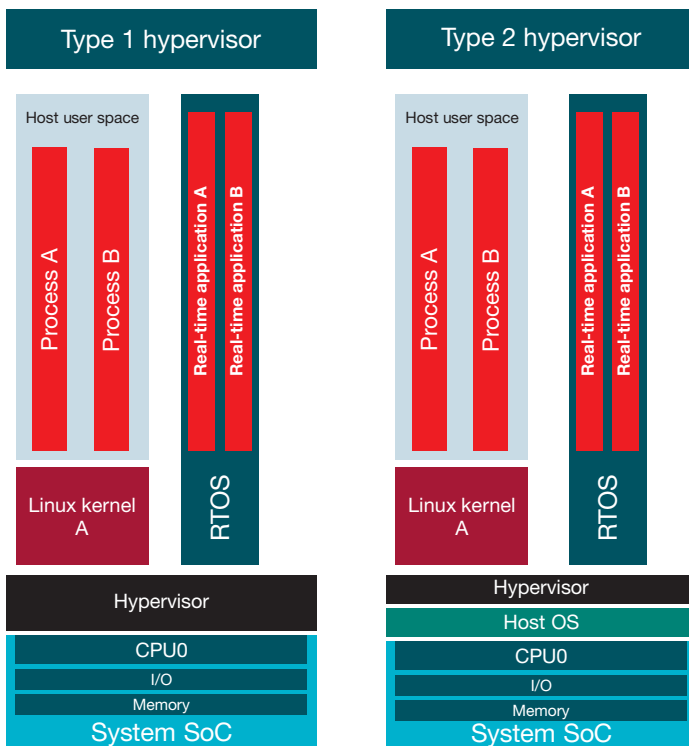 Type 1 hypervisor
Host user space
Process A
Process B
Real-time application A
Real-time application B
Linux kernel
A
RTOS
Hypervisor
CPU0
I/O
Memory
System SoC
Type 2 hypervisor
Host user space
Process A
Process B
Real-time application A
Real-time application B
Linux kernel
A
RTOS
Hypervisor
Host OS
CPU0
I/O
Memory
System SoC